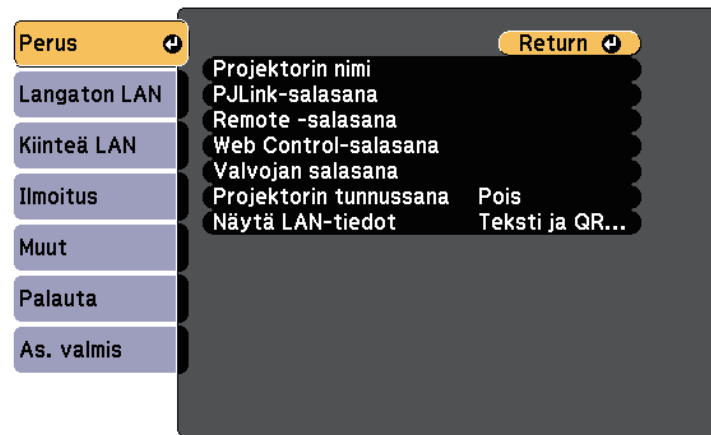 Perus
Langaton LAN
Kiinteä LAN
Ilmoitus
Muut
Palauta
As. valmis
Return
Projektorin nimi
PJLink-salasana
Remote -salasana
Web Control-salasana
Valvojan salasana
Projektorin tunnussana Pois
Näytä LAN-tiedot Teksti ja QR...